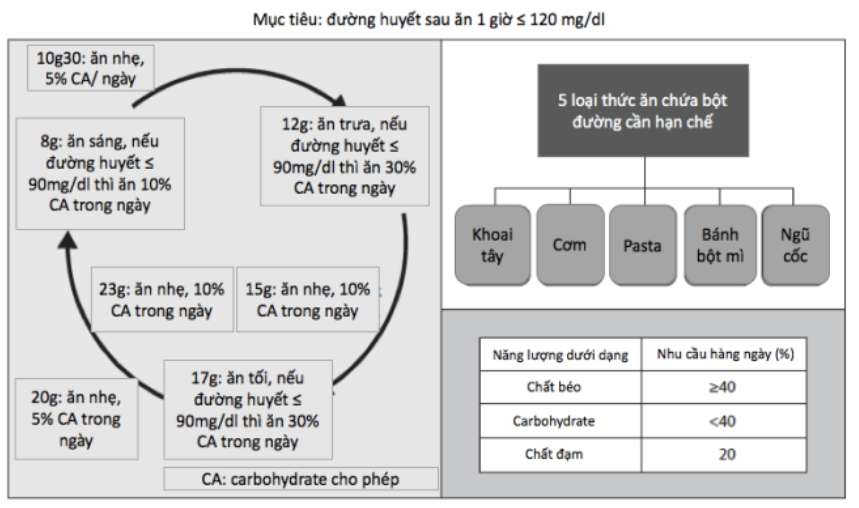 Mục tiêu: đường huyết sau ăn 1 giờ ≤ 120 mg/dl
10g30: ăn nhẹ,
5% CA/ ngày
12g: ăn trưa, nếu
đường huyết ≤
90mg/dl thì ăn 30%
CA trong ngày
8g: ăn sáng, nếu
đường huyết ≤
90mg/dl thì ăn 10%
CA trong ngày
23g: ăn nhẹ, 10%
CA trong ngày
15g: ăn nhẹ, 10%
CA trong ngày
17g: ăn tối, nếu
đường huyết ≤
90mg/dl thì ăn 30%
CA trong ngày
20g: ăn nhẹ,
5% CA trong
ngày
CA: carbohydrate cho phép
5 loại thức ăn chứa bột
đường cần hạn chế
Khoai
tây
Cơm
Pasta
Bánh
bột mì
Ngũ
cốc
Năng lượng dưới dạng Nhu cầu hàng ngày (%)
Chất béo ≥40
Carbohydrate <40
Chất đạm 20